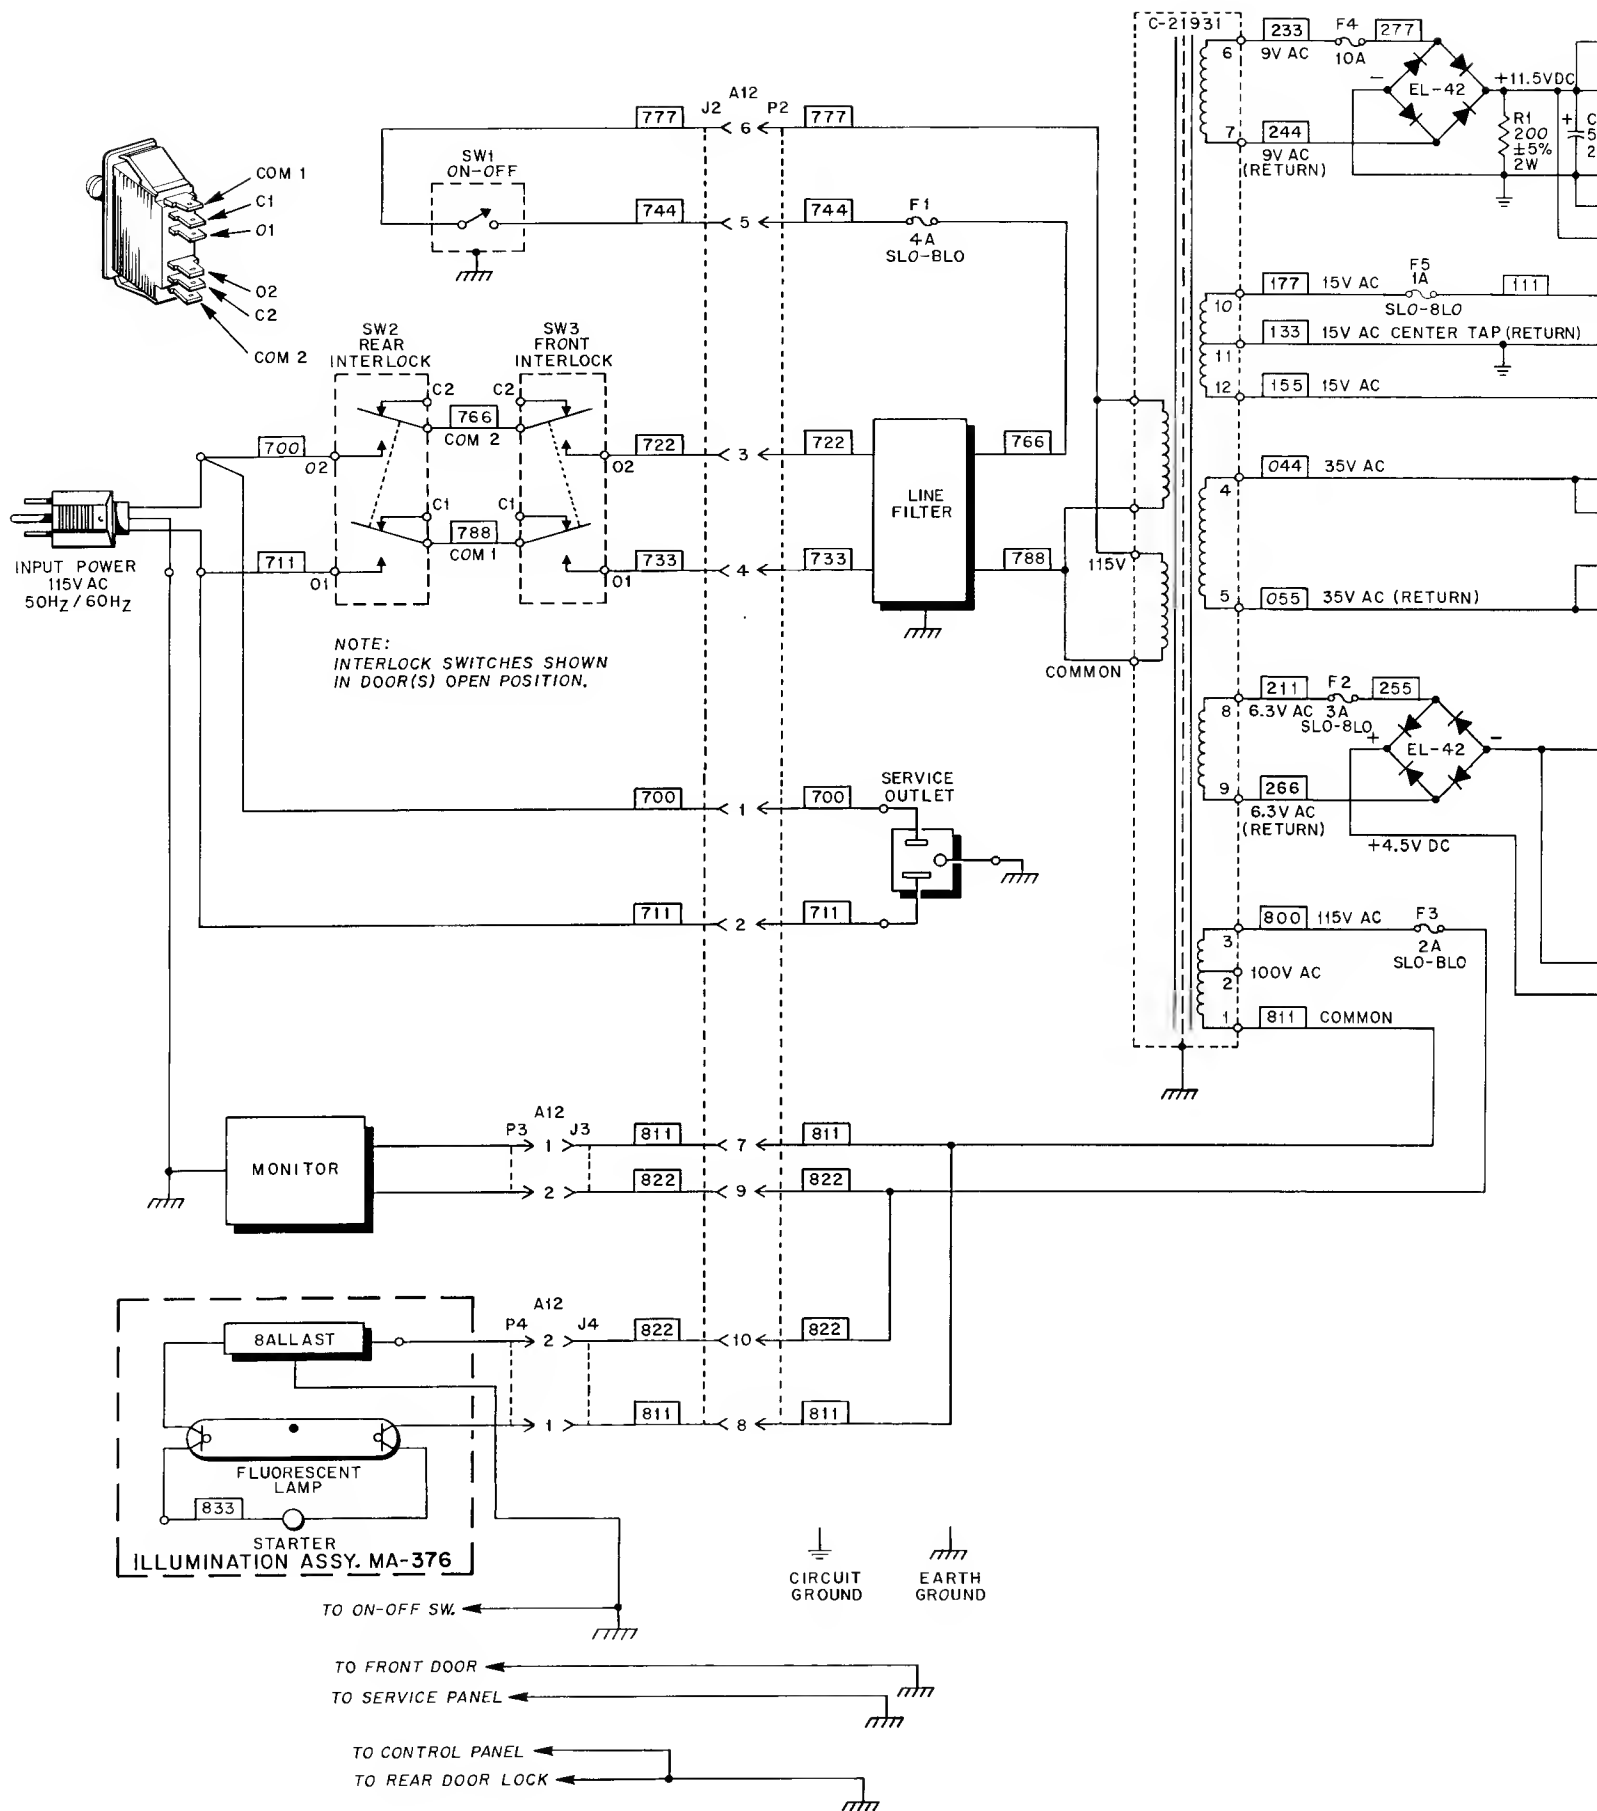 C-21931
6
233
9V AC
F4
10A
277
-
EL-42
+11.5VDC
R1
200
±5%
2W
+
C
5
2
7
244
9V AC
(RETURN)
COM 1
C1
O1
O2
C2
COM 2
SW1
ON-OFF
777
J2
A12
P2
6
777
744
5
744
F1
4A
SLO-BLO
10
177
15V AC
F5
1A
SLO-8LO
111
11
133
15V AC CENTER TAP (RETURN)
12
155
15V AC
SW2
REAR
INTERLOCK
SW3
FRONT
INTERLOCK
C2
C2
766
COM 2
700
O2
O2
722
3
722
LINE
FILTER
766
4
044
35V AC
C1
C1
788
COM 1
711
O1
O1
733
4
733
788
115V
INPUT POWER
115V AC
50HZ / 60HZ
5
055
35V AC (RETURN)
NOTE:
INTERLOCK SWITCHES SHOWN
IN DOOR(S) OPEN POSITION.
COMMON
8
211
6.3V AC
F2
3A
SLO-8LO
255
+
EL-42
-
9
266
6.3V AC
(RETURN)
+4.5V DC
700
1
700
SERVICE
OUTLET
711
2
711
3
800
115V AC
F3
2A
SLO-BLO
2
100V AC
1
811
COMMON
MONITOR
P3
A12
J3
1
811
7
811
2
822
9
822
BALLAST
P4
A12
J4
2
822
10
822
1
811
8
811
FLUORESCENT
LAMP
833
STARTER
ILLUMINATION ASSY. MA-376
CIRCUIT
GROUND
EARTH
GROUND
TO ON-OFF SW.
TO FRONT DOOR
TO SERVICE PANEL
TO CONTROL PANEL
TO REAR DOOR LOCK